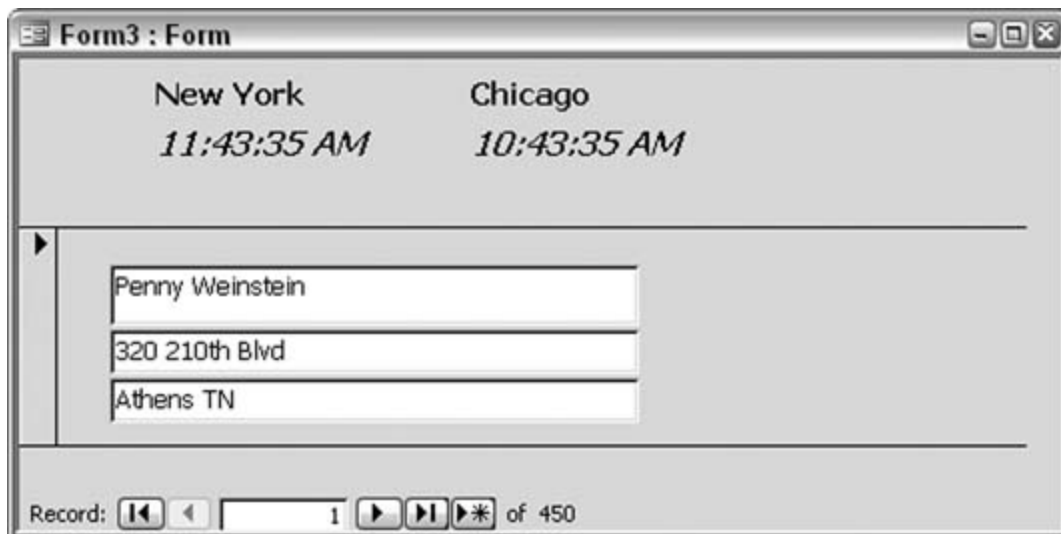 Form3 : Form
New York Chicago
11:43:35 AM 10:43:35 AM
Penny Weinstein
320 210th Blvd
Athens TN
Record: 1 of 450